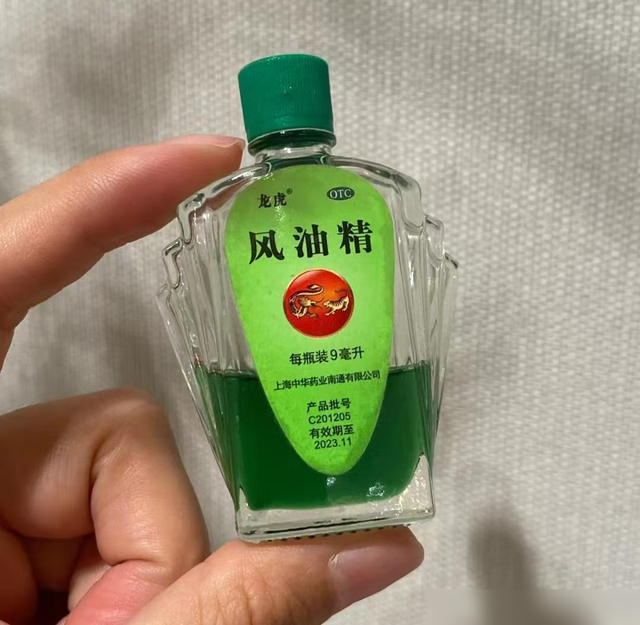 龙虎® OTC
风油精
每瓶装9毫升
上海中华药业南通有限公司
产品批号
C201205
有效期至
2023.11